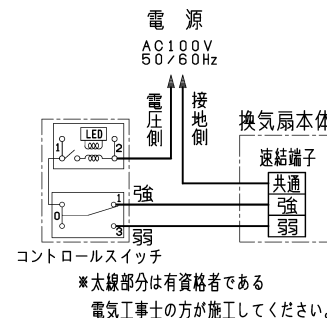 電源
AC100V
50/60Hz
電圧側
接地側
換気扇本体
速結端子
共通
強
弱
LED
1
2
0
1
3
強
弱
コントロールスイッチ
※太線部分は有資格者である
電気工事士の方が施工してください。